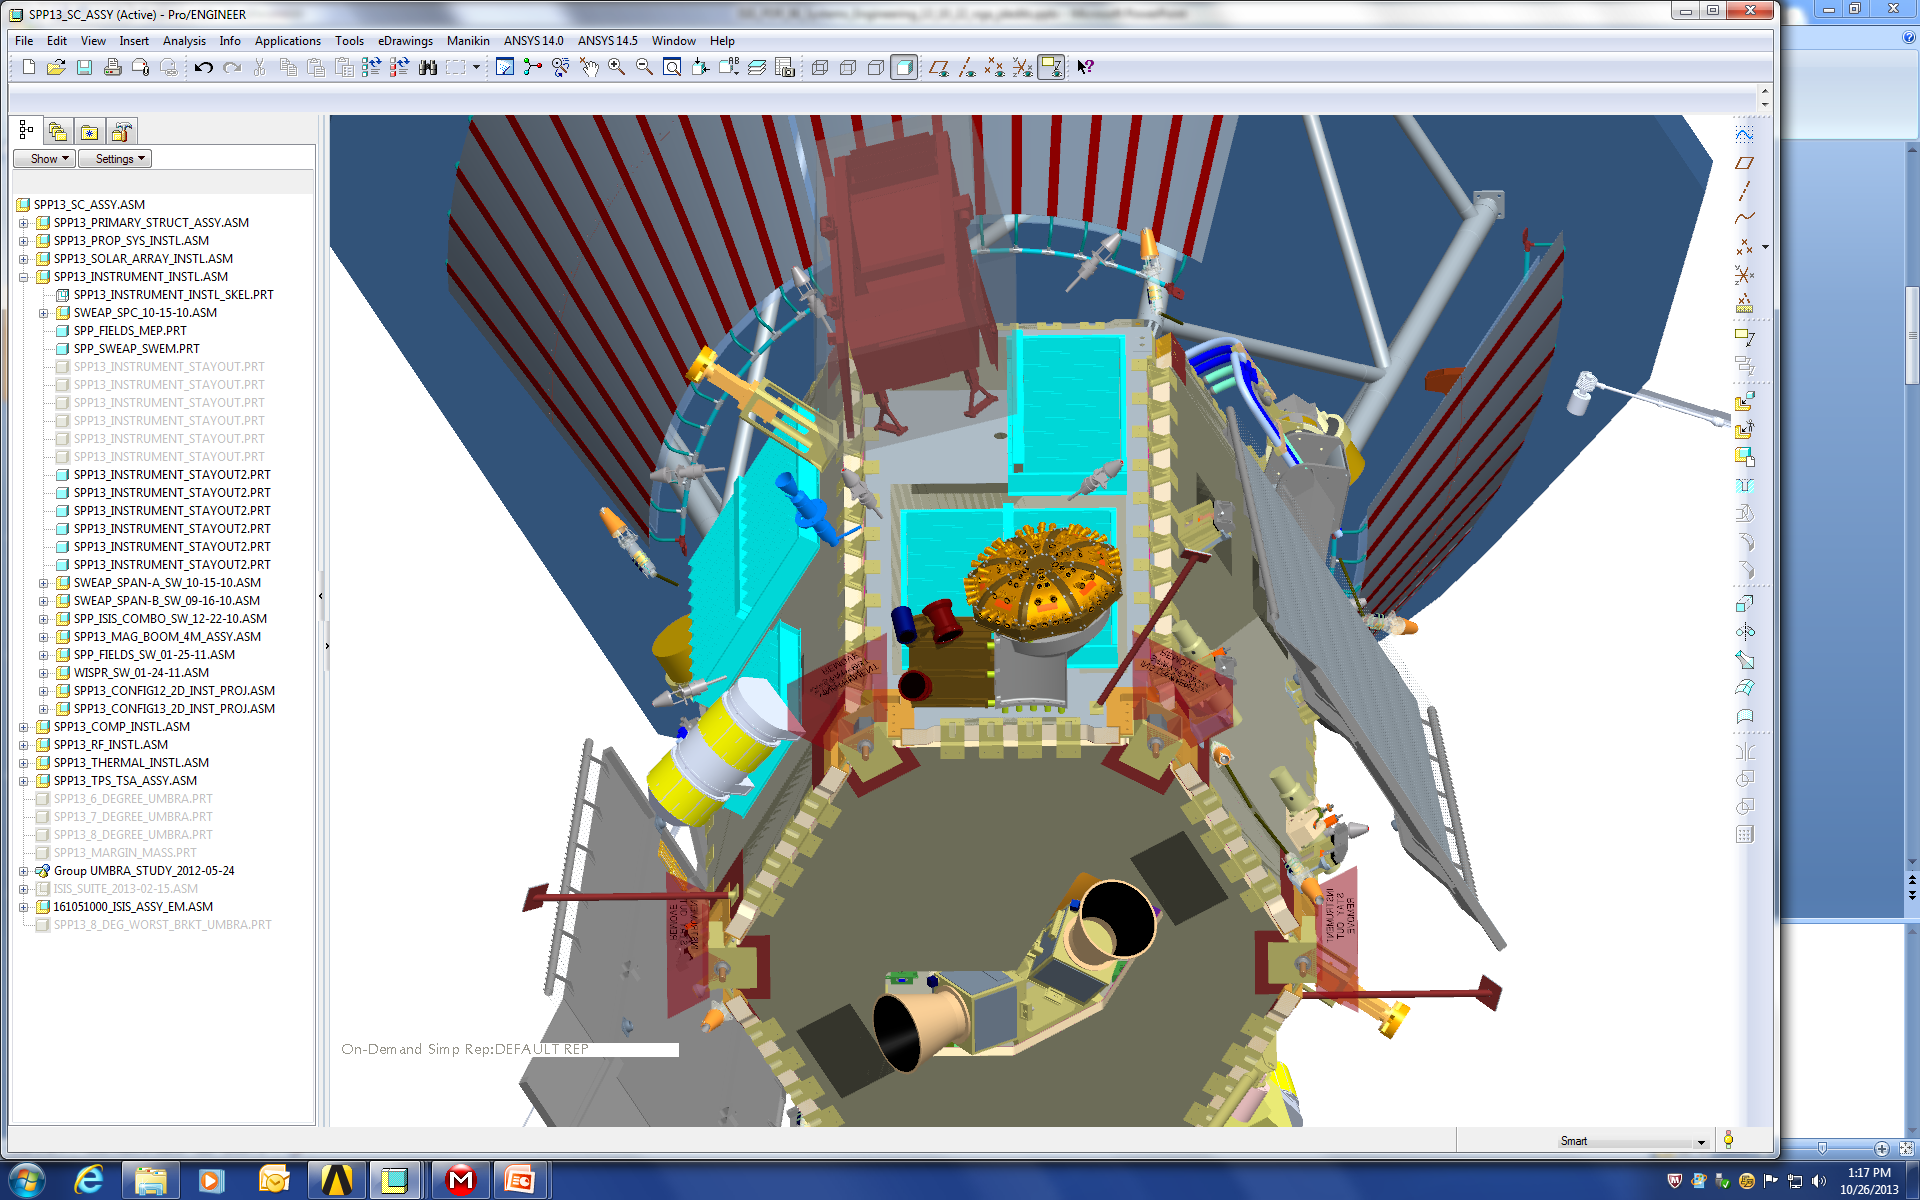 SPP13_SC_ASSY (Active) - Pro/ENGINEER
File Edit View Insert Analysis Info Applications Tools eDrawings Manikin ANSYS 14.0 ANSYS 14.5 Window Help
Show Settings
SPP13_SC_ASSY.ASM
SPP13_PRIMARY_STRUCT_ASSY.ASM
SPP13_PROP_SYS_INSTL.ASM
SPP13_SOLAR_ARRAY_INSTL.ASM
SPP13_INSTRUMENT_INSTL.ASM
SPP13_INSTRUMENT_INSTL_SKEL.PRT
SWEAP_SPC_10-15-10.ASM
SPP_FIELDS_MEP.PRT
SPP_SWEAP_SWEM.PRT
SPP13_INSTRUMENT_STAYOUT.PRT
SPP13_INSTRUMENT_STAYOUT.PRT
SPP13_INSTRUMENT_STAYOUT.PRT
SPP13_INSTRUMENT_STAYOUT.PRT
SPP13_INSTRUMENT_STAYOUT.PRT
SPP13_INSTRUMENT_STAYOUT.PRT
SPP13_INSTRUMENT_STAYOUT2.PRT
SPP13_INSTRUMENT_STAYOUT2.PRT
SPP13_INSTRUMENT_STAYOUT2.PRT
SPP13_INSTRUMENT_STAYOUT2.PRT
SPP13_INSTRUMENT_STAYOUT2.PRT
SPP13_INSTRUMENT_STAYOUT2.PRT
SWEAP_SPAN-A_SW_10-15-10.ASM
SWEAP_SPAN-B_SW_09-16-10.ASM
SPP_ISIS_COMBO_SW_12-22-10.ASM
SPP13_MAG_BOOM_4M_ASSY.ASM
SPP_FIELDS_SW_01-25-11.ASM
WISPR_SW_01-24-11.ASM
SPP13_CONFIG12_2D_INST_PROJ.ASM
SPP13_CONFIG13_2D_INST_PROJ.ASM
SPP13_COMP_INSTL.ASM
SPP13_RF_INSTL.ASM
SPP13_THERMAL_INSTL.ASM
SPP13_TPS_TSA_ASSY.ASM
SPP13_6_DEGREE_UMBRA.PRT
SPP13_7_DEGREE_UMBRA.PRT
SPP13_8_DEGREE_UMBRA.PRT
SPP13_MARGIN_MASS.PRT
Group UMBRA_STUDY_2012-05-24
ISIS_SUITE_2013-02-15.ASM
161051000_ISIS_ASSY_EM.ASM
SPP13_8_DEG_WORST_BRKT_UMBRA.PRT
On-Demand Simp Rep:DEFAULT REP
Smart
1:17 PM
10/26/2013